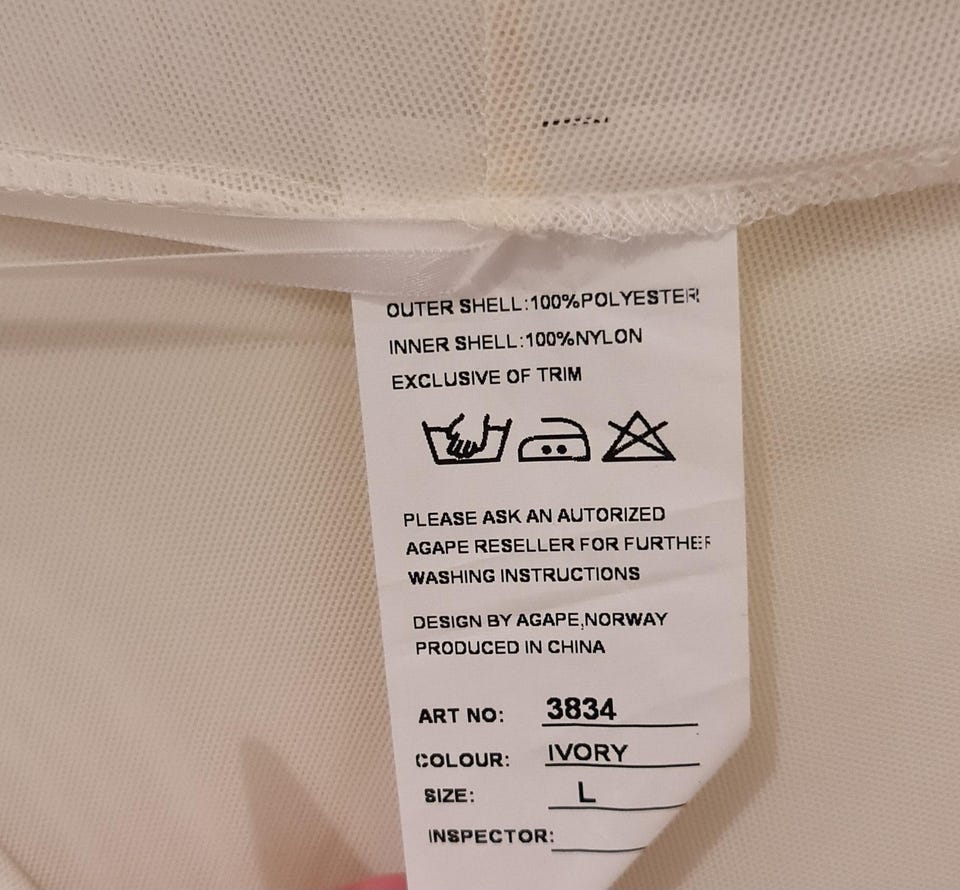 OUTER SHELL:100%POLYESTER
INNER SHELL:100%NYLON
EXCLUSIVE OF TRIM
PLEASE ASK AN AUTORIZED
AGAPE RESELLER FOR FURTHER
WASHING INSTRUCTIONS
DESIGN BY AGAPE,NORWAY
PRODUCED IN CHINA
ART NO: 3834
COLOUR: IVORY
SIZE: L
INSPECTOR: